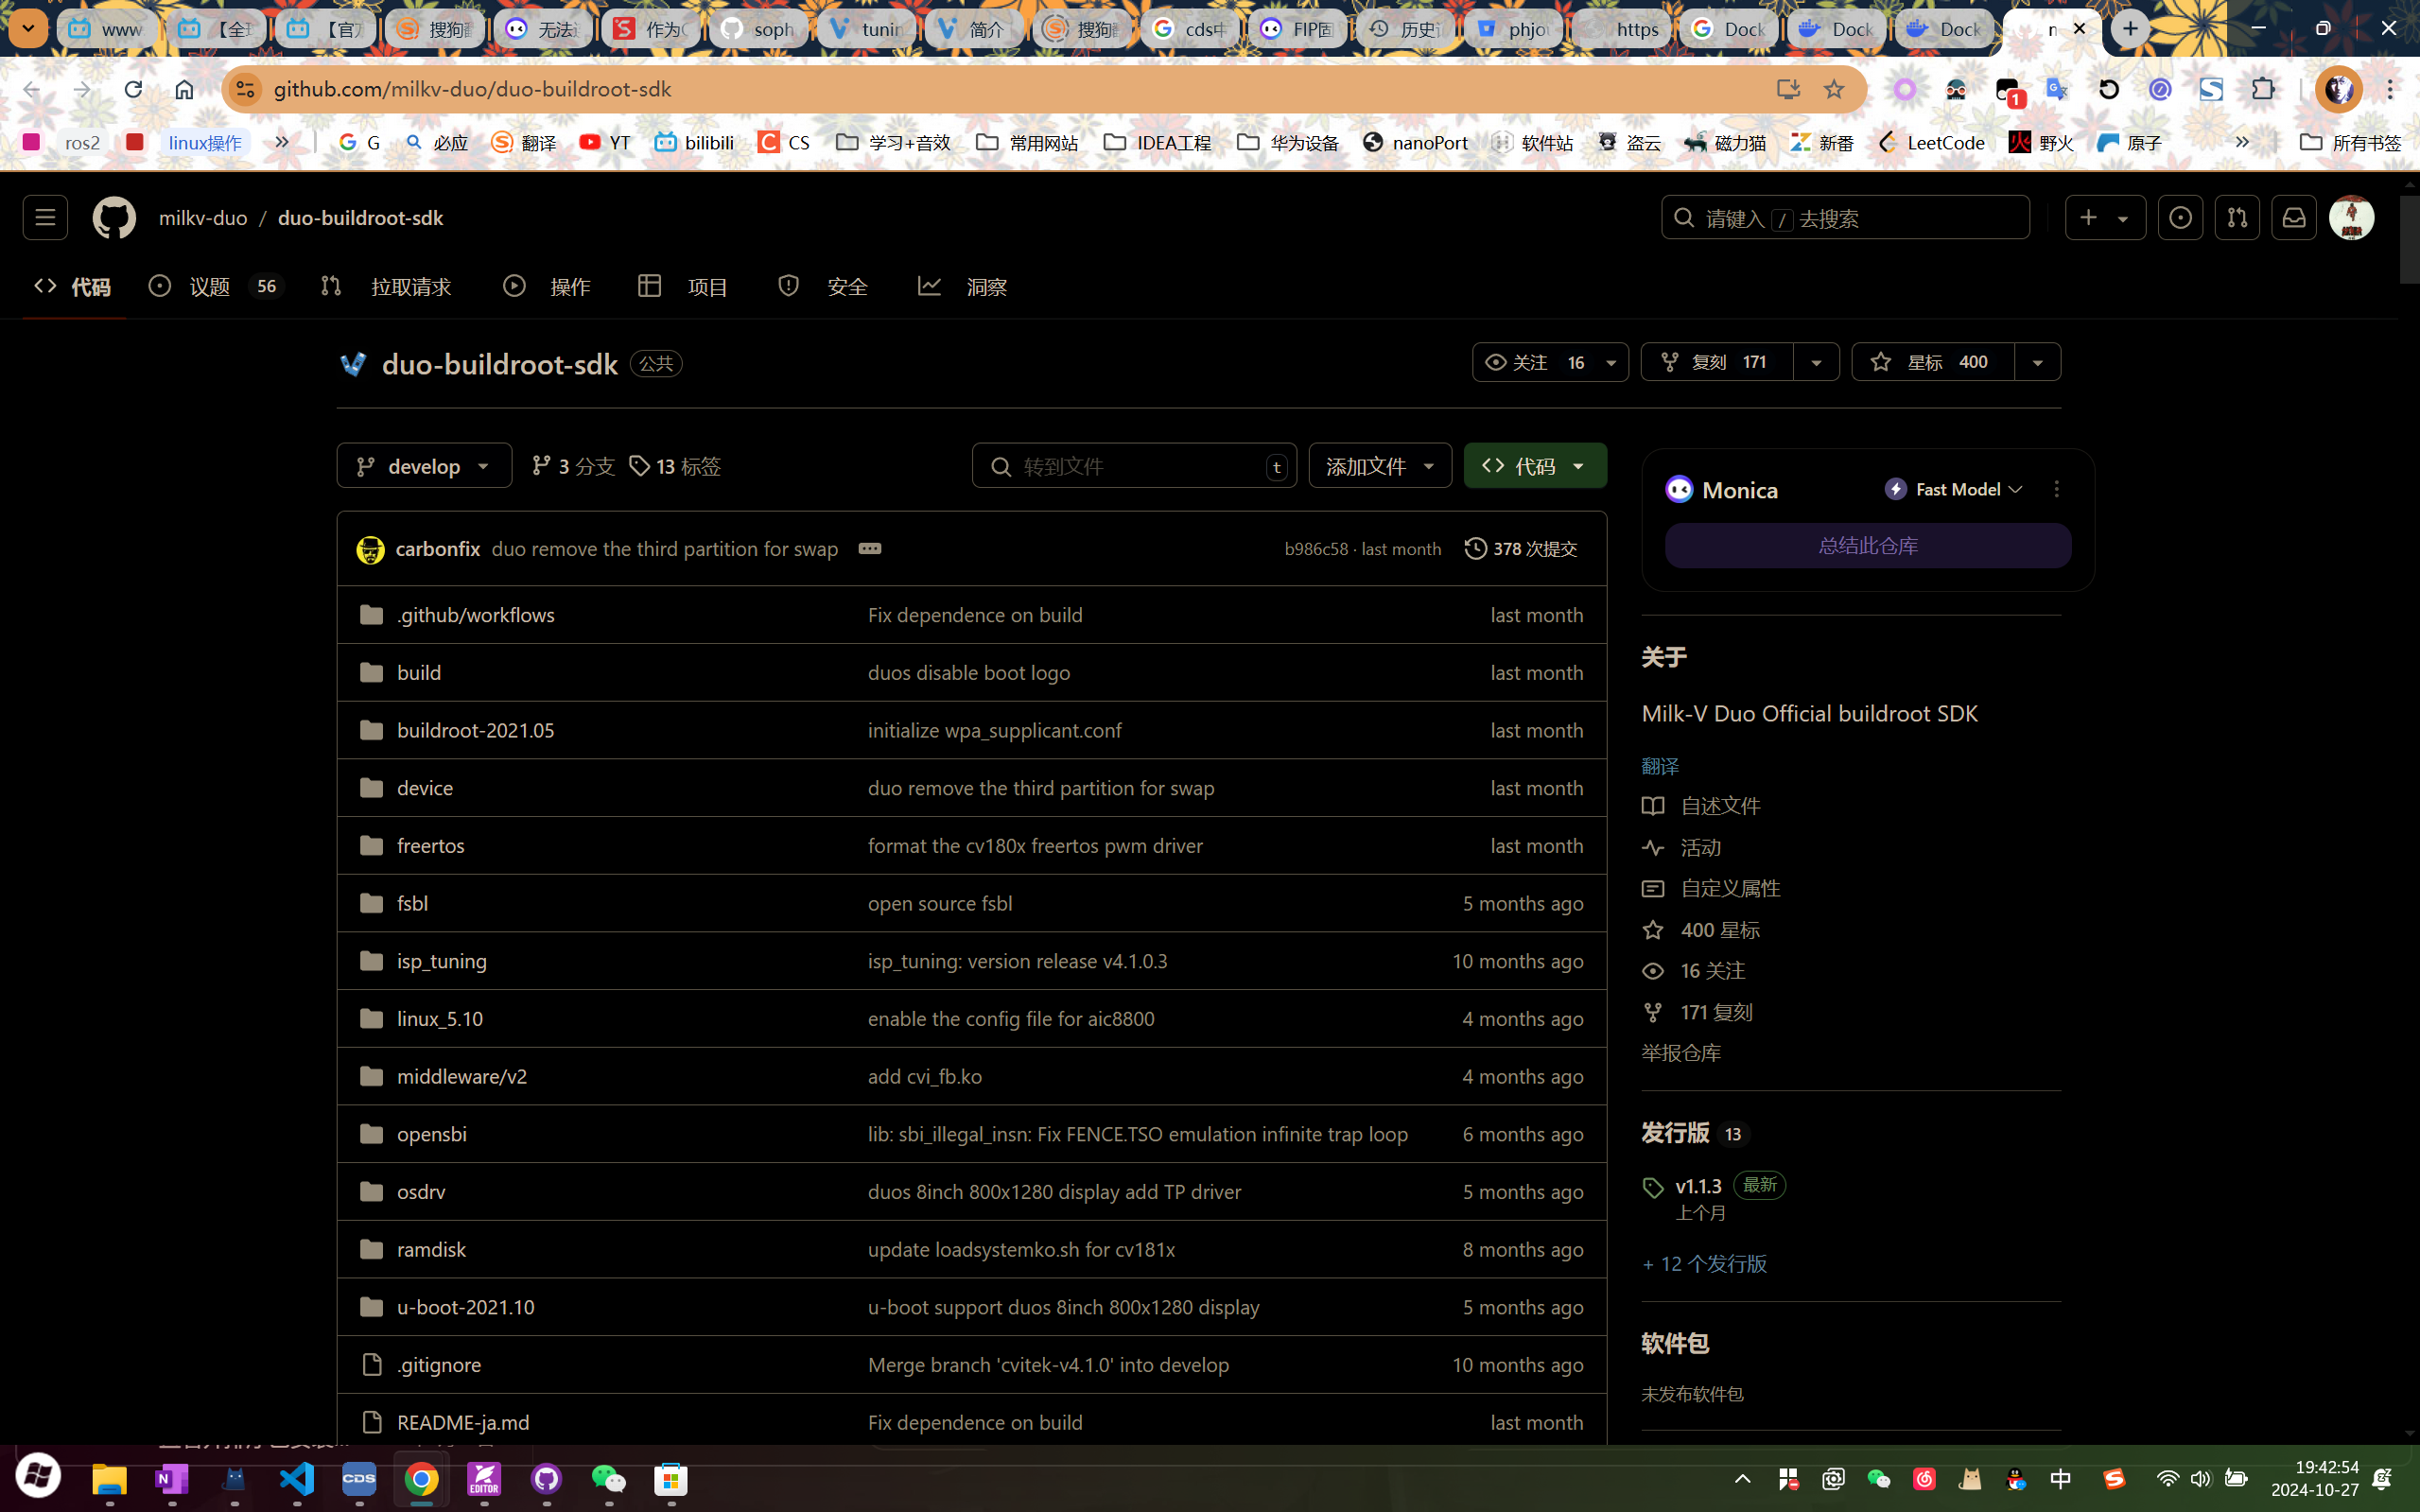 www
【全
【官
搜狗
无法
作为
soph
tunin
简介
搜狗
cds中
FIP固
历史
phjou
https
Dock
Dock
Dock
github.com/milkv-duo/duo-buildroot-sdk
1
ros2
linux操作
G
必应
翻译
YT
bilibili
CS
学习+音效
常用网站
IDEA工程
华为设备
nanoPort
软件站
盗云
磁力猫
新番
LeetCode
野火
原子
所有书签
milkv-duo / duo-buildroot-sdk
请键入 / 去搜索
代码
议题 56
拉取请求
操作
项目
安全
洞察
duo-buildroot-sdk 公共
关注 16
复刻 171
星标 400
develop
3 分支
13 标签
转到文件 t
添加文件
代码
Monica
Fast Model
总结此仓库
carbonfix duo remove the third partition for swap
b986c58 · last month
378 次提交
.github/workflows Fix dependence on build last month
build duos disable boot logo last month
buildroot-2021.05 initialize wpa_supplicant.conf last month
device duo remove the third partition for swap last month
freertos format the cv180x freertos pwm driver last month
fsbl open source fsbl 5 months ago
isp_tuning isp_tuning: version release v4.1.0.3 10 months ago
linux_5.10 enable the config file for aic8800 4 months ago
middleware/v2 add cvi_fb.ko 4 months ago
opensbi lib: sbi_illegal_insn: Fix FENCE.TSO emulation infinite trap loop 6 months ago
osdrv duos 8inch 800x1280 display add TP driver 5 months ago
ramdisk update loadsystemko.sh for cv181x 8 months ago
u-boot-2021.10 u-boot support duos 8inch 800x1280 display 5 months ago
.gitignore Merge branch 'cvitek-v4.1.0' into develop 10 months ago
README-ja.md Fix dependence on build last month
关于
Milk-V Duo Official buildroot SDK
翻译
自述文件
活动
自定义属性
400 星标
16 关注
171 复刻
举报仓库
发行版 13
v1.1.3 最新
上个月
+ 12 个发行版
软件包
未发布软件包
CDS
EDITOR
中
19:42:54
2024-10-27